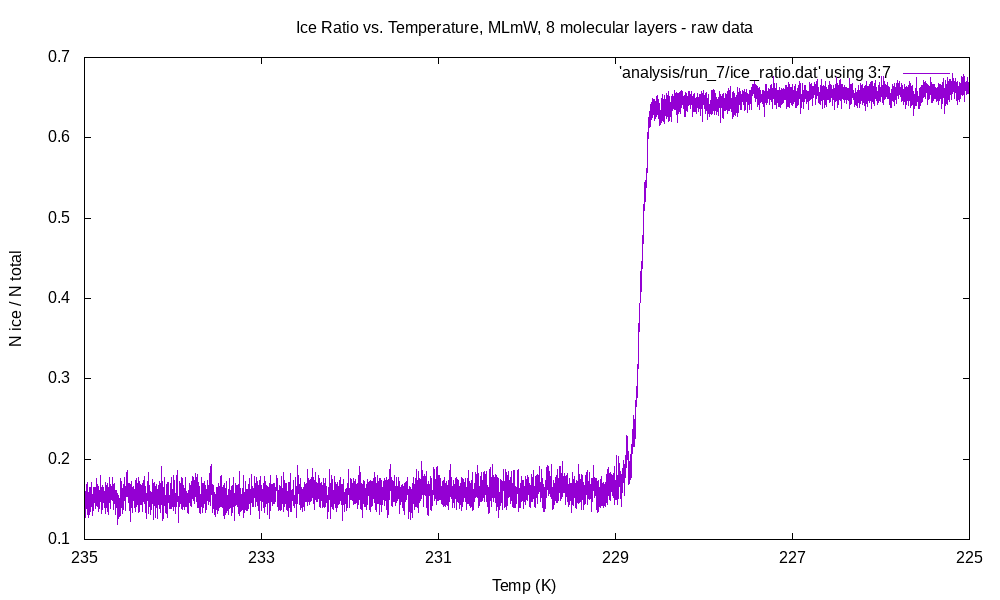 Ice Ratio vs. Temperature, MLmW, 8 molecular layers - raw data
'analysis/run_7/ice_ratio.dat' using 3:7
N ice / N total
0.7
0.6
0.5
0.4
0.3
0.2
0.1
235 233 231 229 227 225
Temp (K)